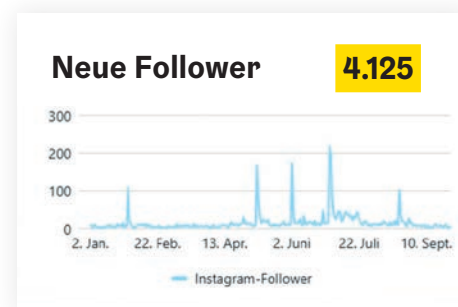 Neue Follower 4.125
300
200
100
0
2. Jan. 22. Feb. 13. Apr. 2. Juni 22. Juli 10. Sept.
Instagram-Follower